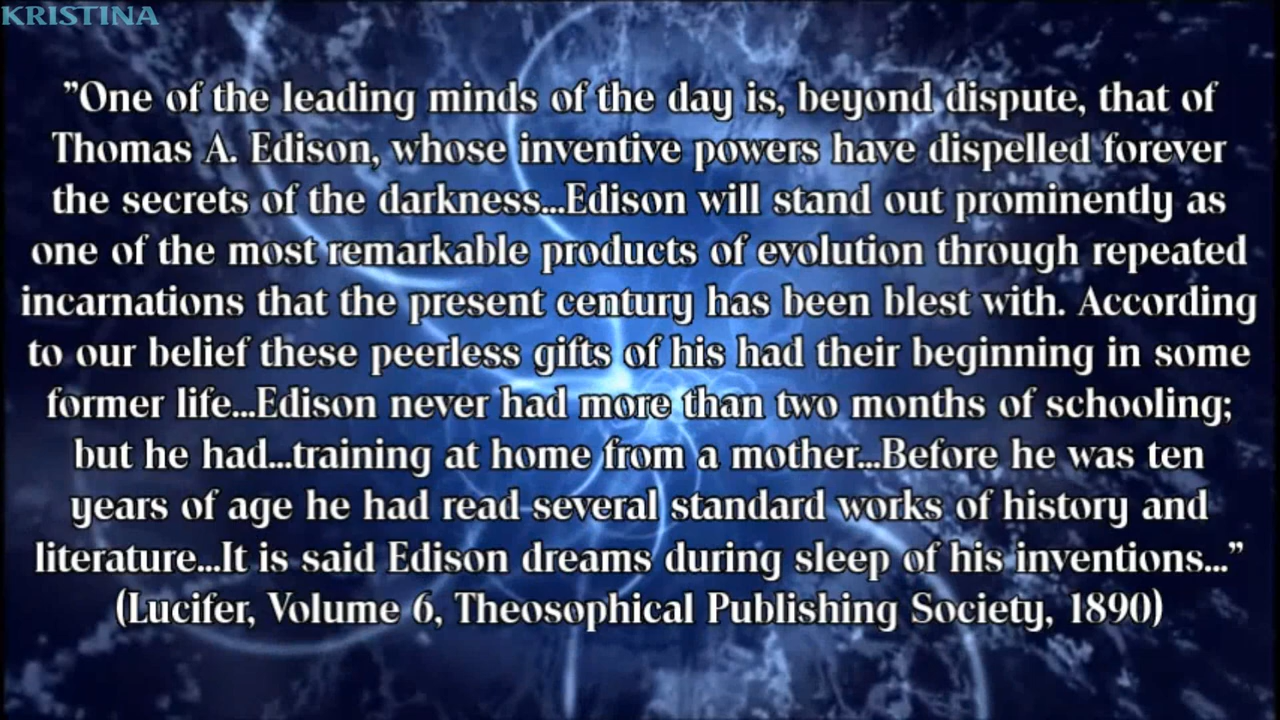 KRISTINA
"One of the leading minds of the day is, beyond dispute, that of
Thomas A. Edison, whose inventive powers have dispelled forever
the secrets of the darkness...Edison will stand out prominently as
one of the most remarkable products of evolution through repeated
incarnations that the present century has been blest with. According
to our belief these peerless gifts of his had their beginning in some
former life...Edison never had more than two months of schooling;
but he had...training at home from a mother...Before he was ten
years of age he had read several standard works of history and
literature...It is said Edison dreams during sleep of his inventions..."
(Lucifer, Volume 6, Theosophical Publishing Society, 1890)